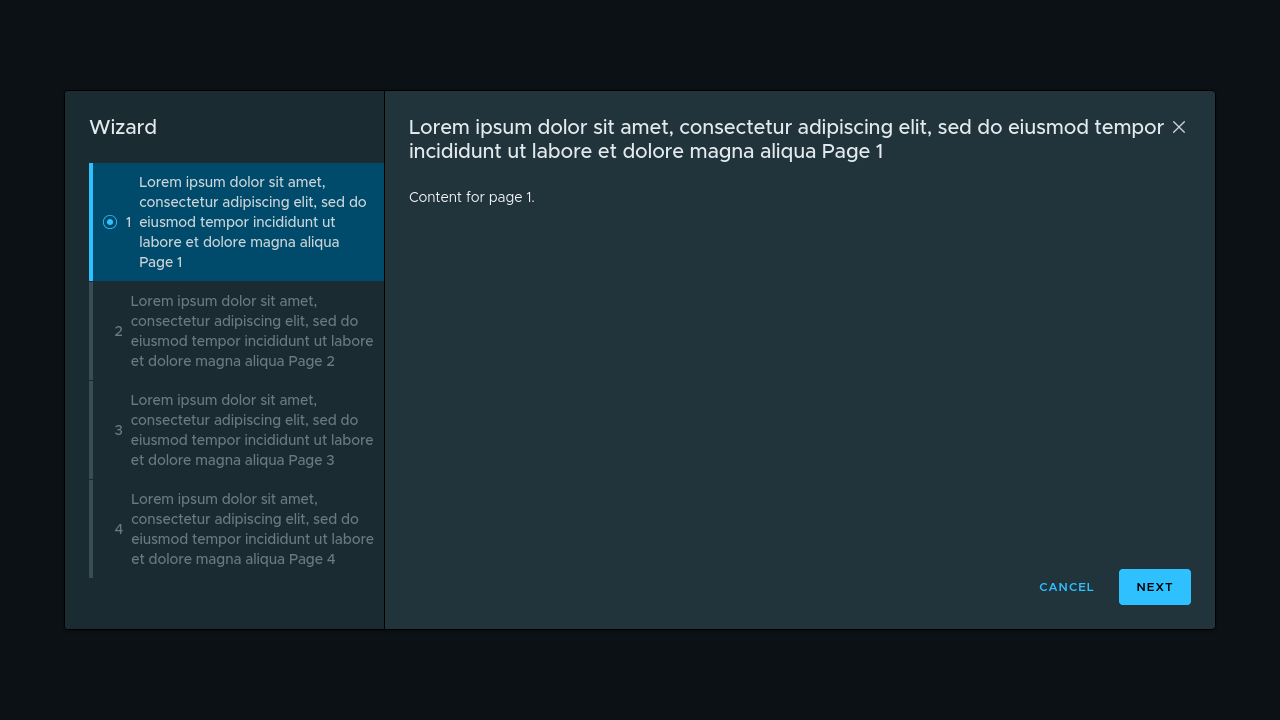 Wizard
1
Lorem ipsum dolor sit amet,
consectetur adipiscing elit, sed do
eiusmod tempor incididunt ut
labore et dolore magna aliqua
Page 1
2
Lorem ipsum dolor sit amet,
consectetur adipiscing elit, sed do
eiusmod tempor incididunt ut labore
et dolore magna aliqua Page 2
3
Lorem ipsum dolor sit amet,
consectetur adipiscing elit, sed do
eiusmod tempor incididunt ut labore
et dolore magna aliqua Page 3
4
Lorem ipsum dolor sit amet,
consectetur adipiscing elit, sed do
eiusmod tempor incididunt ut labore
et dolore magna aliqua Page 4
Lorem ipsum dolor sit amet, consectetur adipiscing elit, sed do eiusmod tempor
incididunt ut labore et dolore magna aliqua Page 1
Content for page 1.
CANCEL
NEXT